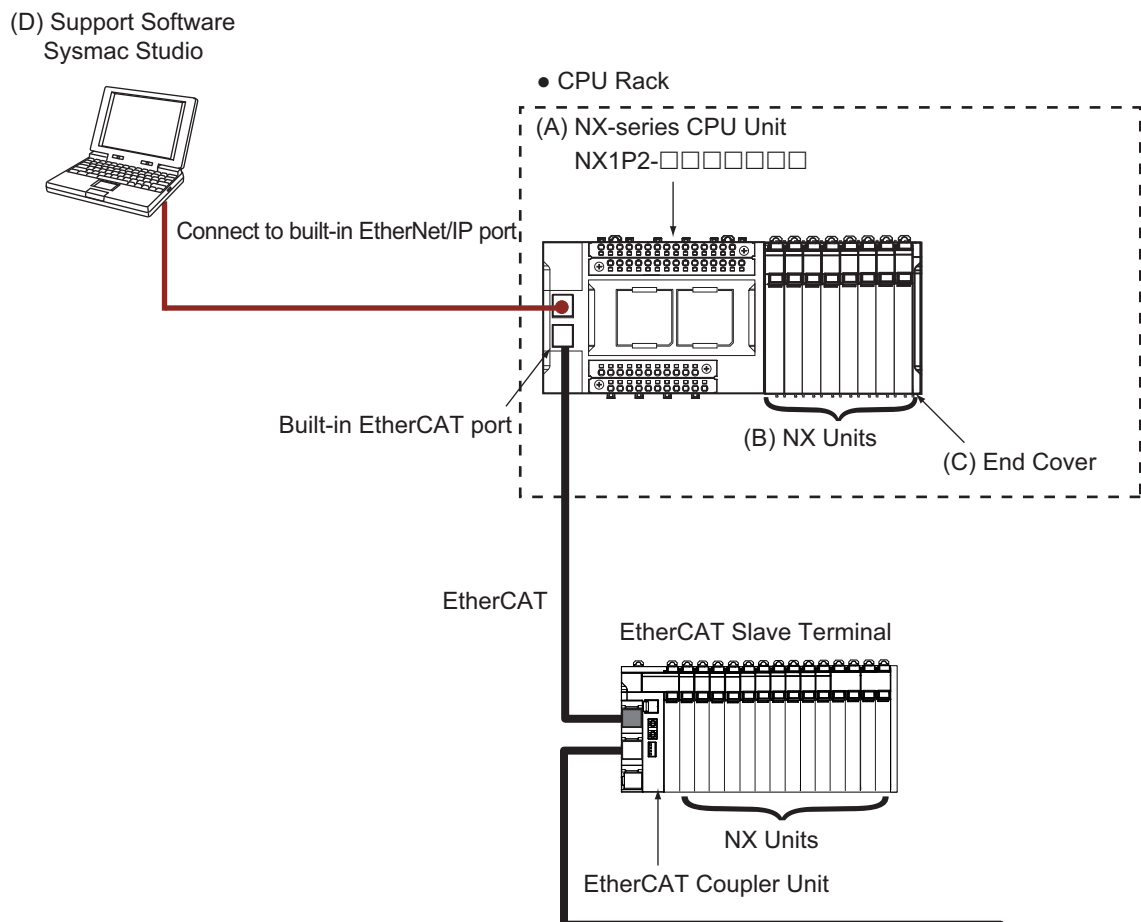 (D) Support Software
Sysmac Studio
● CPU Rack
(A) NX-series CPU Unit
NX1P2-□□□□□□□
Connect to built-in EtherNet/IP port
Built-in EtherCAT port
(B) NX Units
(C) End Cover
EtherCAT
EtherCAT Slave Terminal
NX Units
EtherCAT Coupler Unit